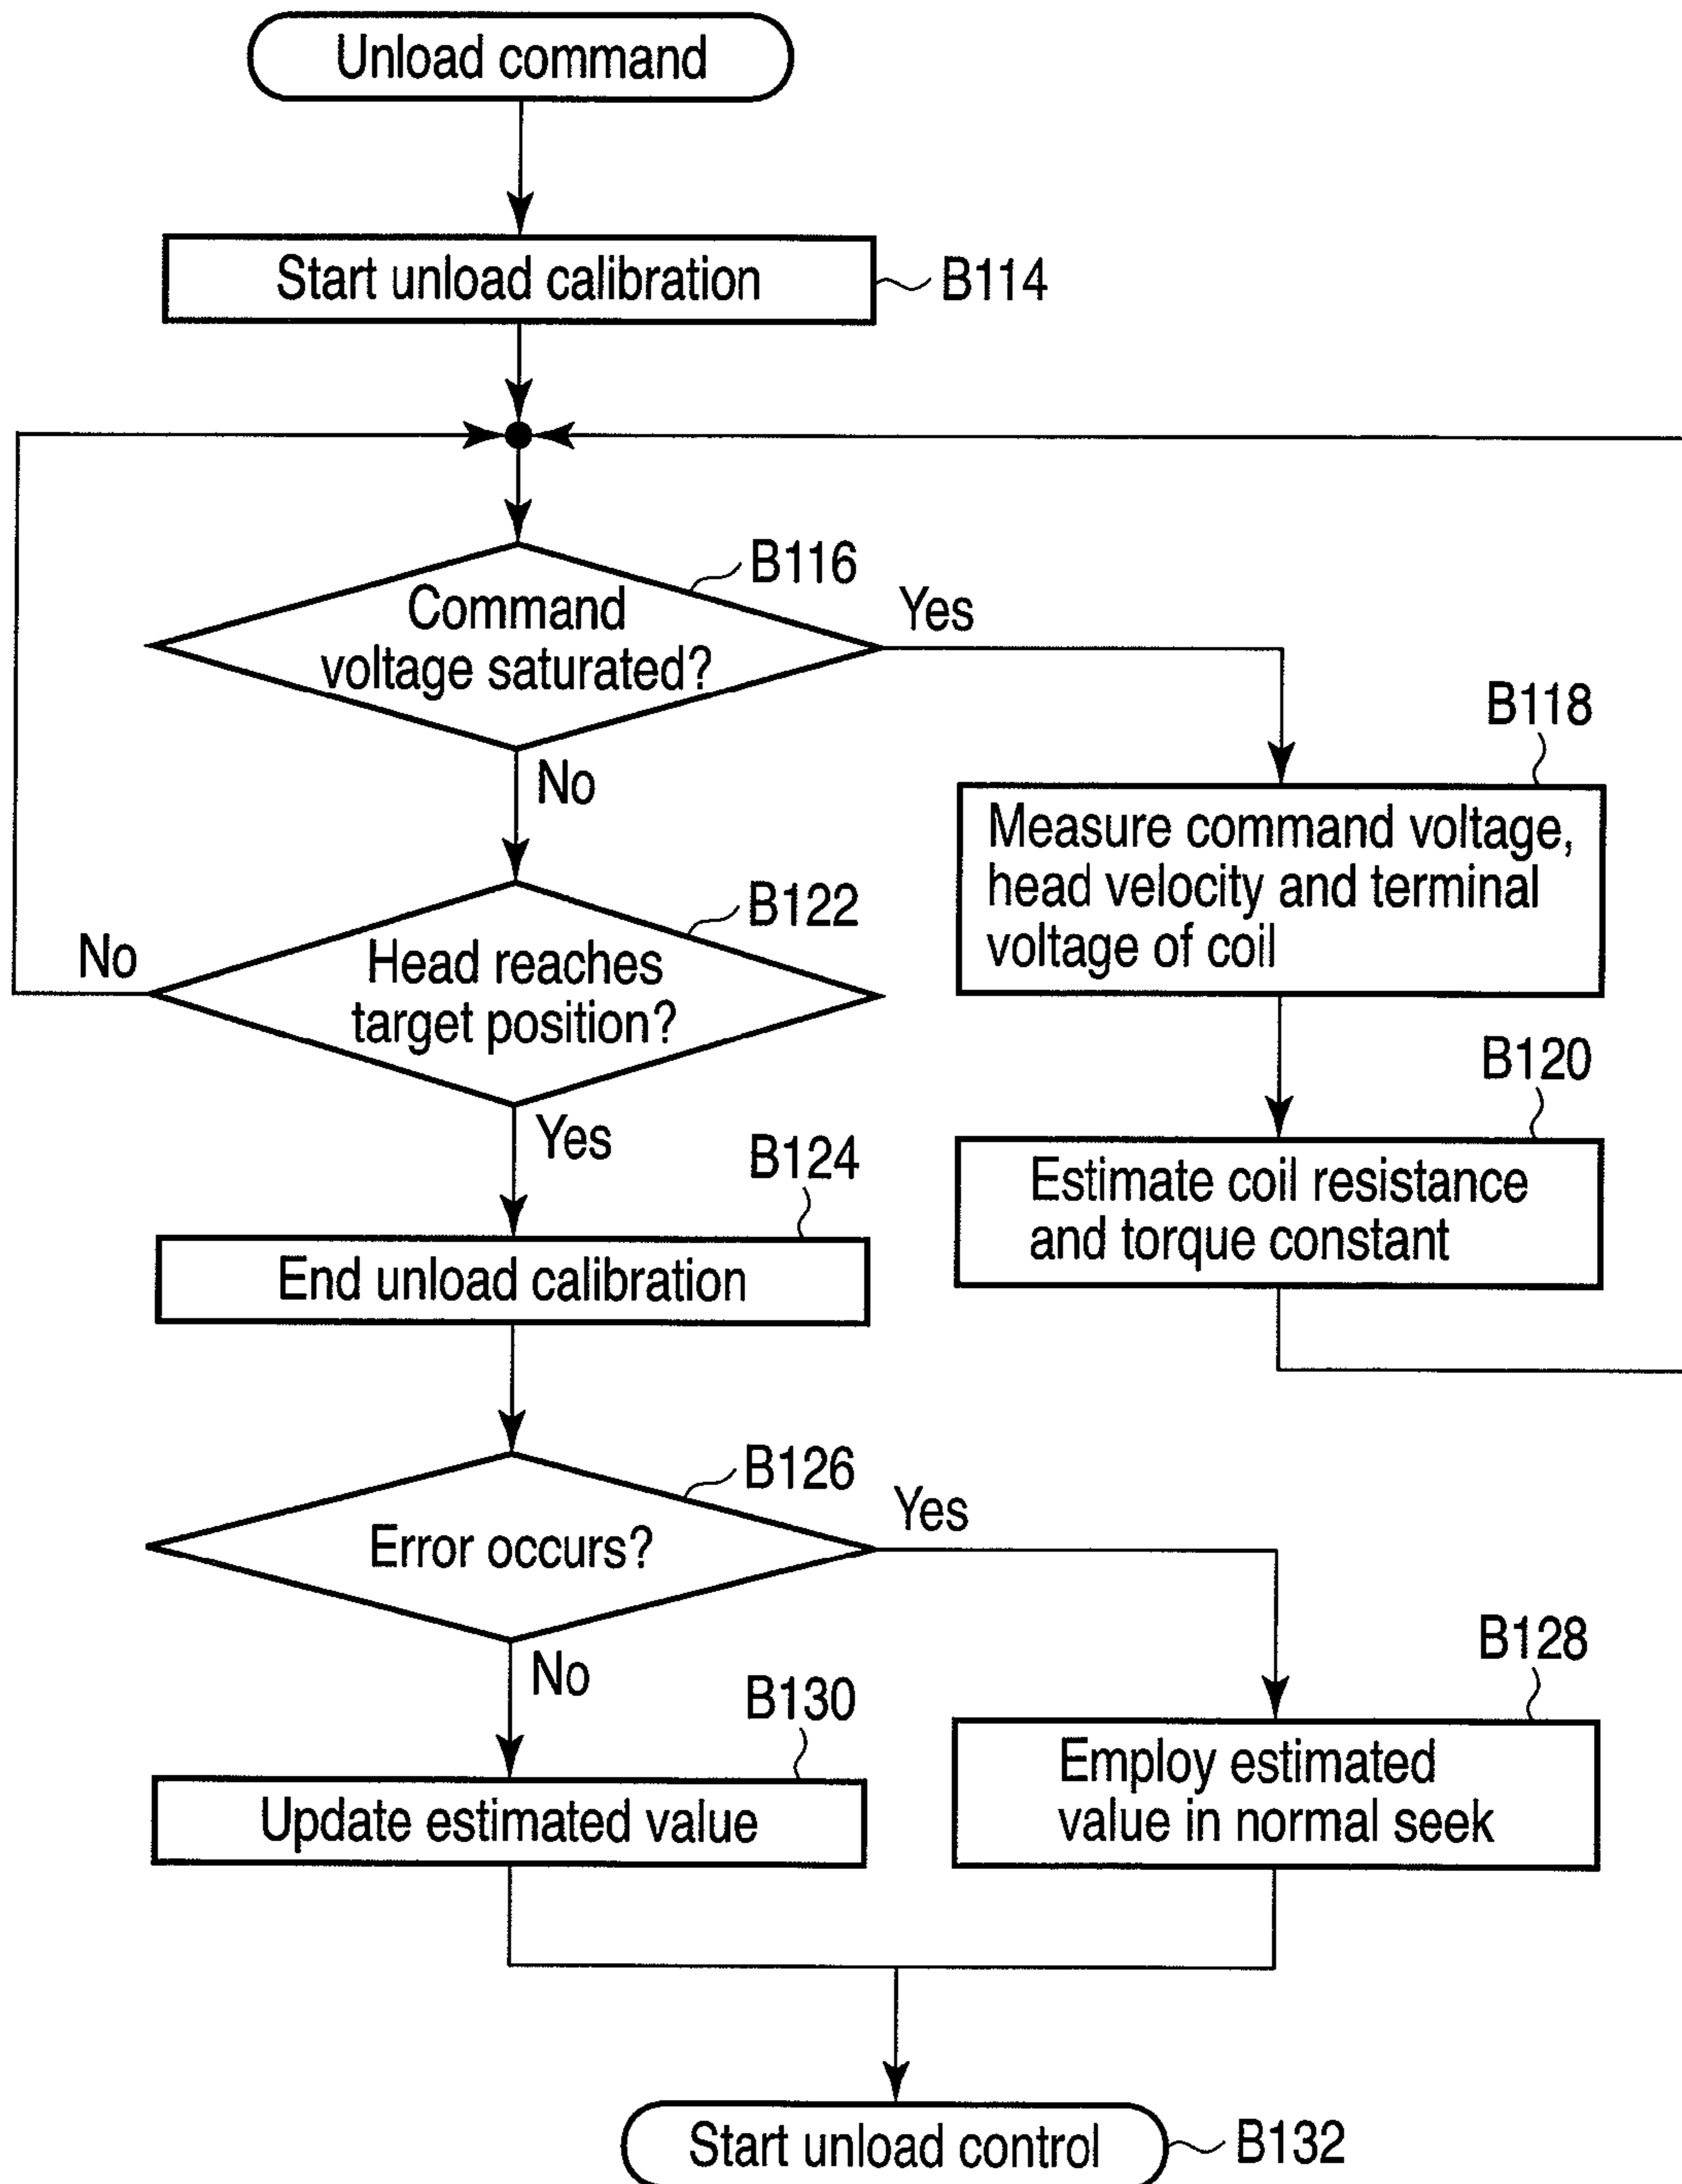 Unload command
Start unload calibration
B114
B116
Command
voltage saturated?
Yes
No
B118
Measure command voltage,
head velocity and terminal
voltage of coil
B122
Head reaches
target position?
No
Yes
B120
Estimate coil resistance
and torque constant
B124
End unload calibration
B126
Error occurs?
Yes
No
B128
Employ estimated
value in normal seek
B130
Update estimated value
Start unload control
B132